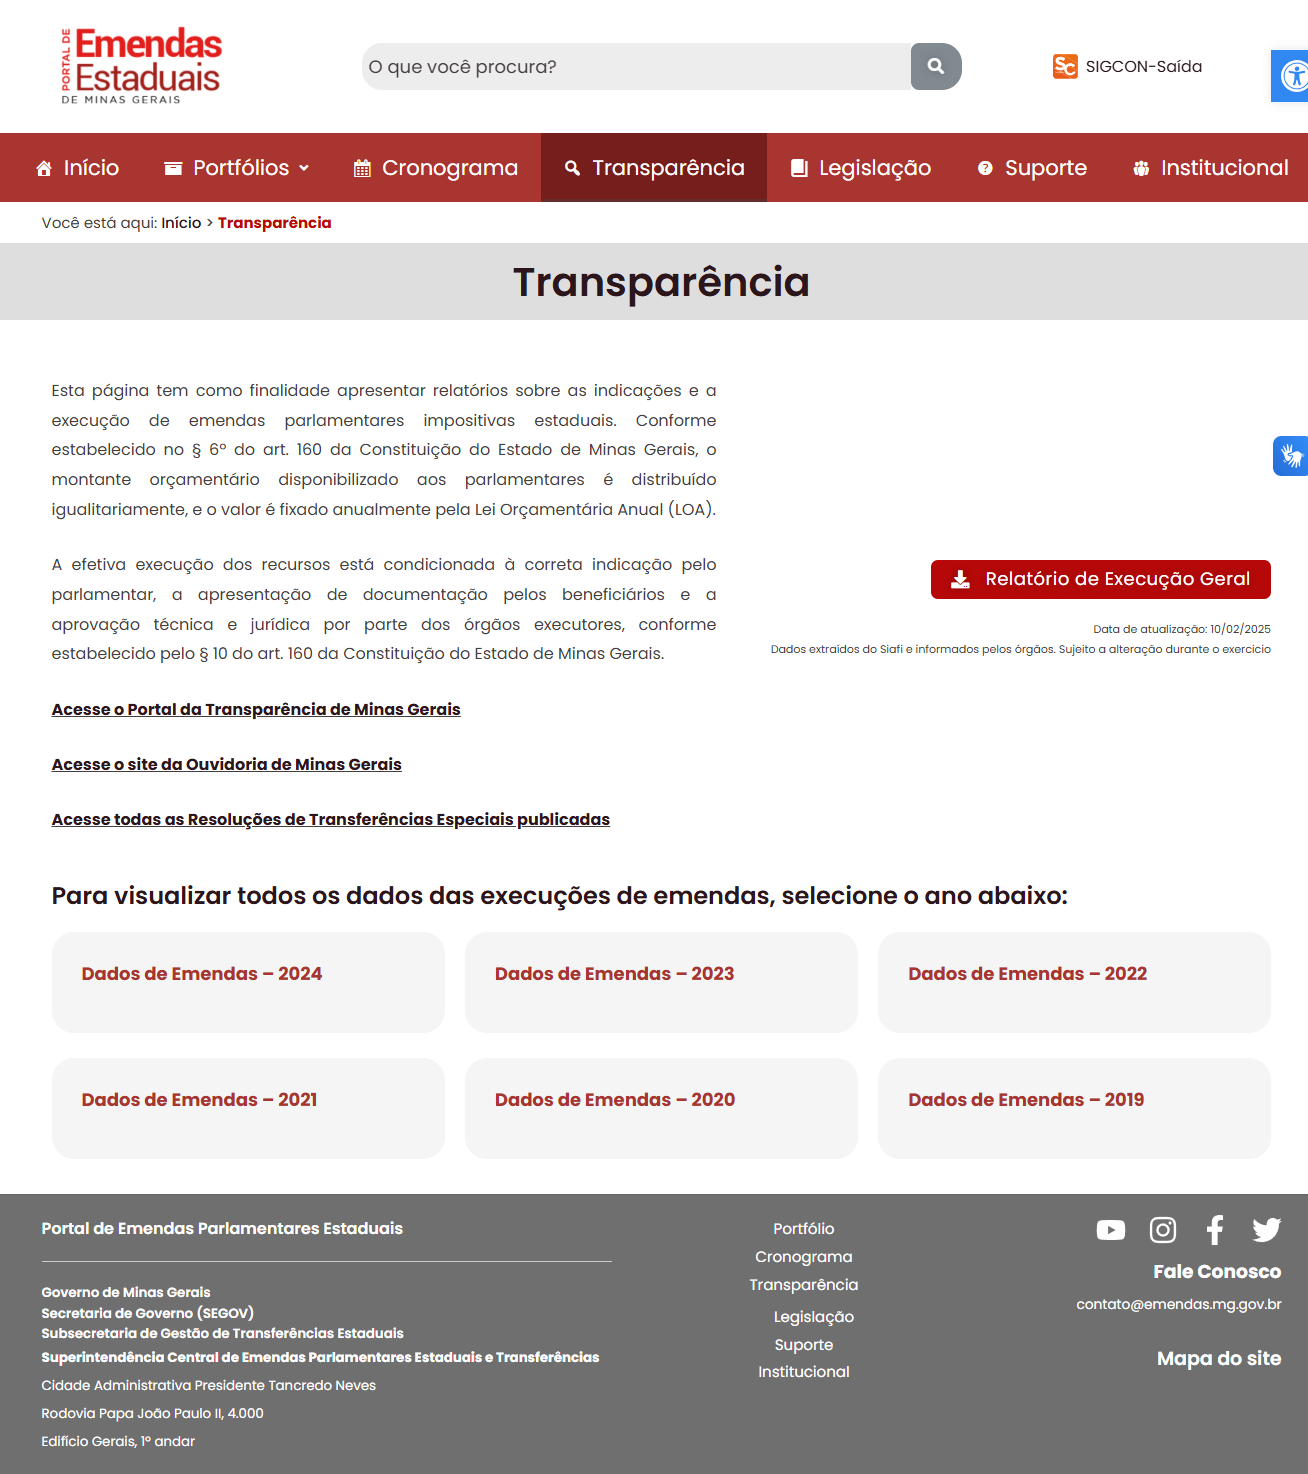 PORTAL DE
Emendas
Estaduais
DE MINAS GERAIS
O que você procura?
SC SIGCON-Saída
Início Portfólios Cronograma Transparência Legislação Suporte Institucional
Você está aqui: Início > Transparência
Transparência
Esta página tem como finalidade apresentar relatórios sobre as indicações e a
execução de emendas parlamentares impositivas estaduais. Conforme
estabelecido no § 6º do art. 160 da Constituição do Estado de Minas Gerais, o
montante orçamentário disponibilizado aos parlamentares é distribuído
igualitariamente, e o valor é fixado anualmente pela Lei Orçamentária Anual (LOA).
A efetiva execução dos recursos está condicionada à correta indicação pelo
parlamentar, a apresentação de documentação pelos beneficiários e a
aprovação técnica e jurídica por parte dos órgãos executores, conforme
estabelecido pelo § 10 do art. 160 da Constituição do Estado de Minas Gerais.
Acesse o Portal da Transparência de Minas Gerais
Acesse o site da Ouvidoria de Minas Gerais
Acesse todas as Resoluções de Transferências Especiais publicadas
Relatório de Execução Geral
Data de atualização: 10/02/2025
Dados extraídos do Siafi e informados pelos órgãos. Sujeito a alteração durante o exercicio
Para visualizar todos os dados das execuções de emendas, selecione o ano abaixo:
Dados de Emendas – 2024
Dados de Emendas – 2023
Dados de Emendas – 2022
Dados de Emendas – 2021
Dados de Emendas – 2020
Dados de Emendas – 2019
Portal de Emendas Parlamentares Estaduais
Governo de Minas Gerais
Secretaria de Governo (SEGOV)
Subsecretaria de Gestão de Transferências Estaduais
Superintendência Central de Emendas Parlamentares Estaduais e Transferências
Cidade Administrativa Presidente Tancredo Neves
Rodovia Papa João Paulo II, 4.000
Edifício Gerais, 1º andar
Portfólio
Cronograma
Transparência
Legislação
Suporte
Institucional
Fale Conosco
contato@emendas.mg.gov.br
Mapa do site